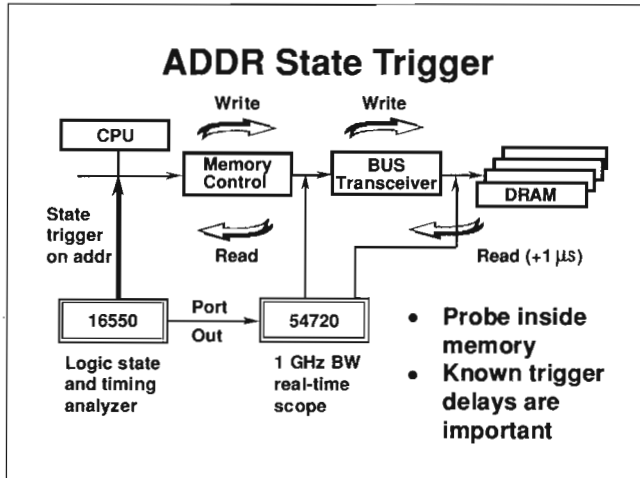 ADDR State Trigger
Write
Write
CPU
Memory
Control
BUS
Transceiver
DRAM
State
trigger
on addr
Read
Read (+1 μs)
16550
Port
Out
54720
Logic state
and timing
analyzer
1 GHz BW
real-time
scope
• Probe inside
memory
• Known trigger
delays are
important